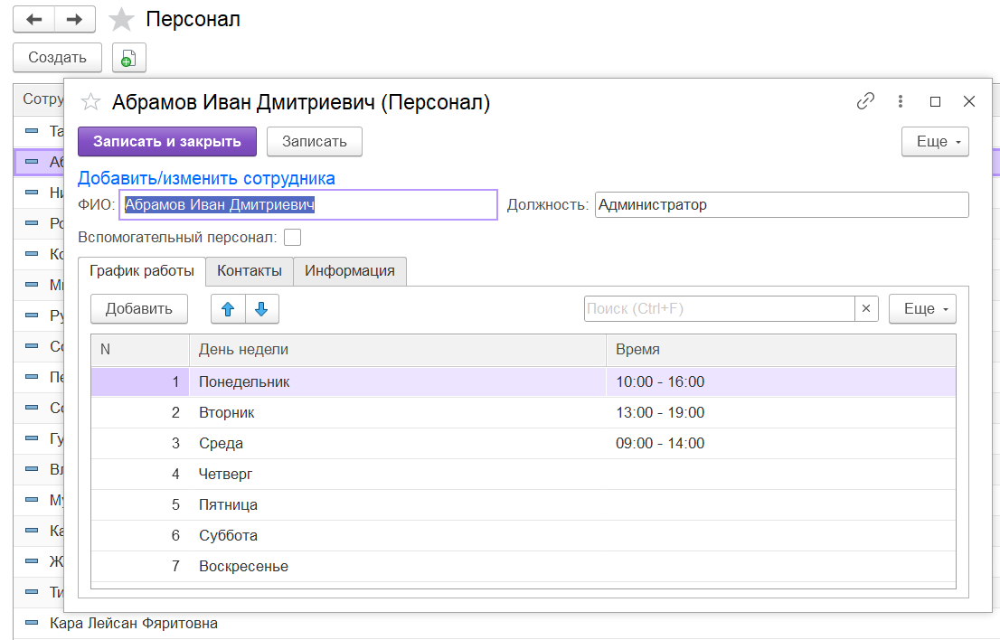 Персонал
Создать
Сотру
Та
Аб
Ни
Ро
Ко
Ми
Ру
Со
Пе
Со
Гу
Вл
Му
Ка
Ж
Ти
Кара Лейсан Фяритовна
Абрамов Иван Дмитриевич (Персонал)
Записать и закрыть Записать Еще
Добавить/изменить сотрудника
ФИО: Абрамов Иван Дмитриевич Должность: Администратор
Вспомогательный персонал:
График работы Контакты Информация
Добавить Поиск (Ctrl+F) × Еще
N День недели Время
1 Понедельник 10:00 - 16:00
2 Вторник 13:00 - 19:00
3 Среда 09:00 - 14:00
4 Четверг
5 Пятница
6 Суббота
7 Воскресенье